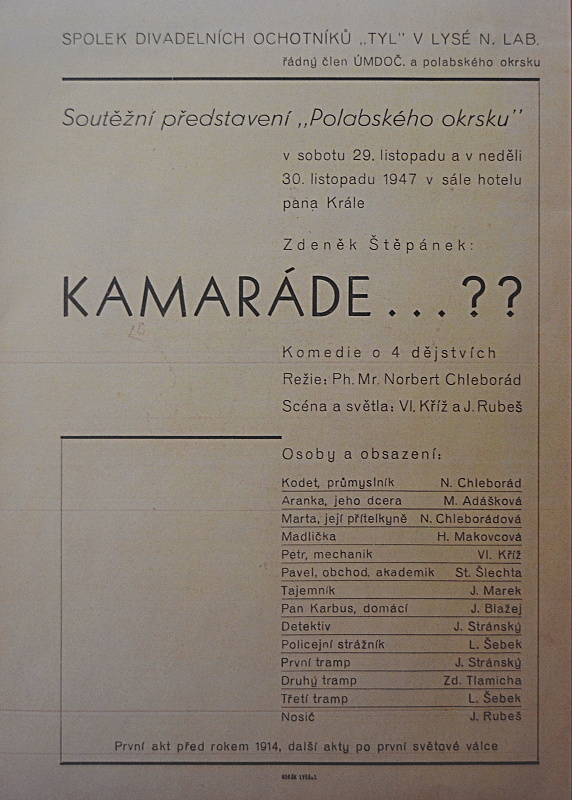 SPOLEK DIVADELNÍCH OCHOTNÍKŮ „TYL" V LYSÉ N. LAB.
řádný člen ÚMDOČ. a polabského okrsku
Soutěžní představení „Polabského okrsku"
v sobotu 29. listopadu a v neděli
30. listopadu 1947 v sále hotelu
pana Krále
Zdeněk Štěpánek:
KAMARÁDE...??
Komedie o 4 dějstvích
Režie: Ph. Mr. Norbert Chleborád
Scéna a světla: Vl. Kříž a J. Rubeš
Osoby a obsazení:
Kodet, průmyslník N. Chleborád
Aranka, jeho dcera M. Adášková
Marta, její přítelkyně N. Chleborádová
Madlička H. Makovcová
Petr, mechanik Vl. Kříž
Pavel, obchod. akademik St. Šlechta
Tajemník J. Marek
Pan Karbus, domácí J. Blažej
Detektiv J. Stránský
Policejní strážník L. Šebek
První tramp J. Stránský
Druhý tramp Zd. Tlamicha
Třetí tramp L. Šebek
Nosič J. Rubeš
První akt před rokem 1914, další akty po první světové válce